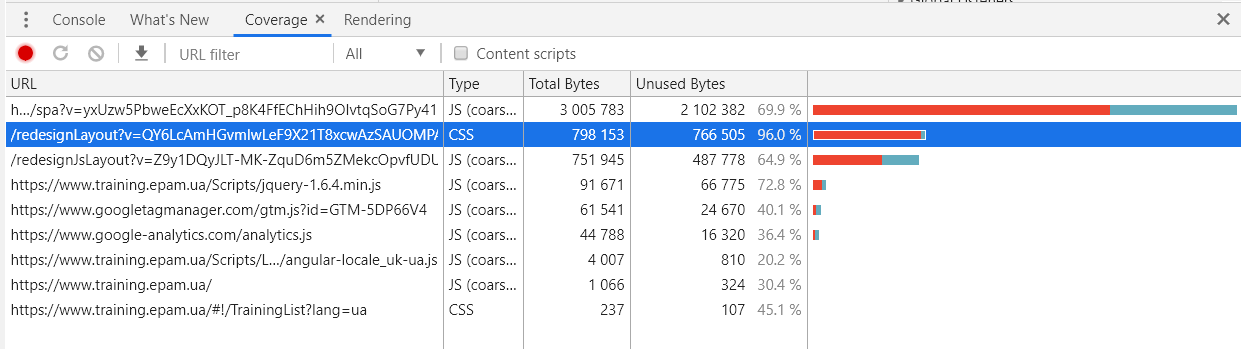 Console What's New Coverage × Rendering ×
URL filter All ▼ Content scripts
URL Type Total Bytes Unused Bytes
h…/spa?v=yxUzw5PbweEcXxKOT_p8K4FfEChHih9OlvtqSoG7Py41 JS (coars… 3 005 783 2 102 382 69.9 %
/redesignLayout?v=QY6LcAmHGvmlwLeF9X21T8xcwAzSAUOMPA CSS 798 153 766 505 96.0 %
/redesignJsLayout?v=Z9y1DQyJLT-MK-ZquD6m5ZMekcOpvfUDU JS (coars… 751 945 487 778 64.9 %
https://www.training.epam.ua/Scripts/jquery-1.6.4.min.js JS (coars… 91 671 66 775 72.8 %
https://www.googletagmanager.com/gtm.js?id=GTM-5DP66V4 JS (coars… 61 541 24 670 40.1 %
https://www.google-analytics.com/analytics.js JS (coars… 44 788 16 320 36.4 %
https://www.training.epam.ua/Scripts/L…/angular-locale_uk-ua.js JS (coars… 4 007 810 20.2 %
https://www.training.epam.ua/ JS (coars… 1 066 324 30.4 %
https://www.training.epam.ua/#!/TrainingList?lang=ua CSS 237 107 45.1 %